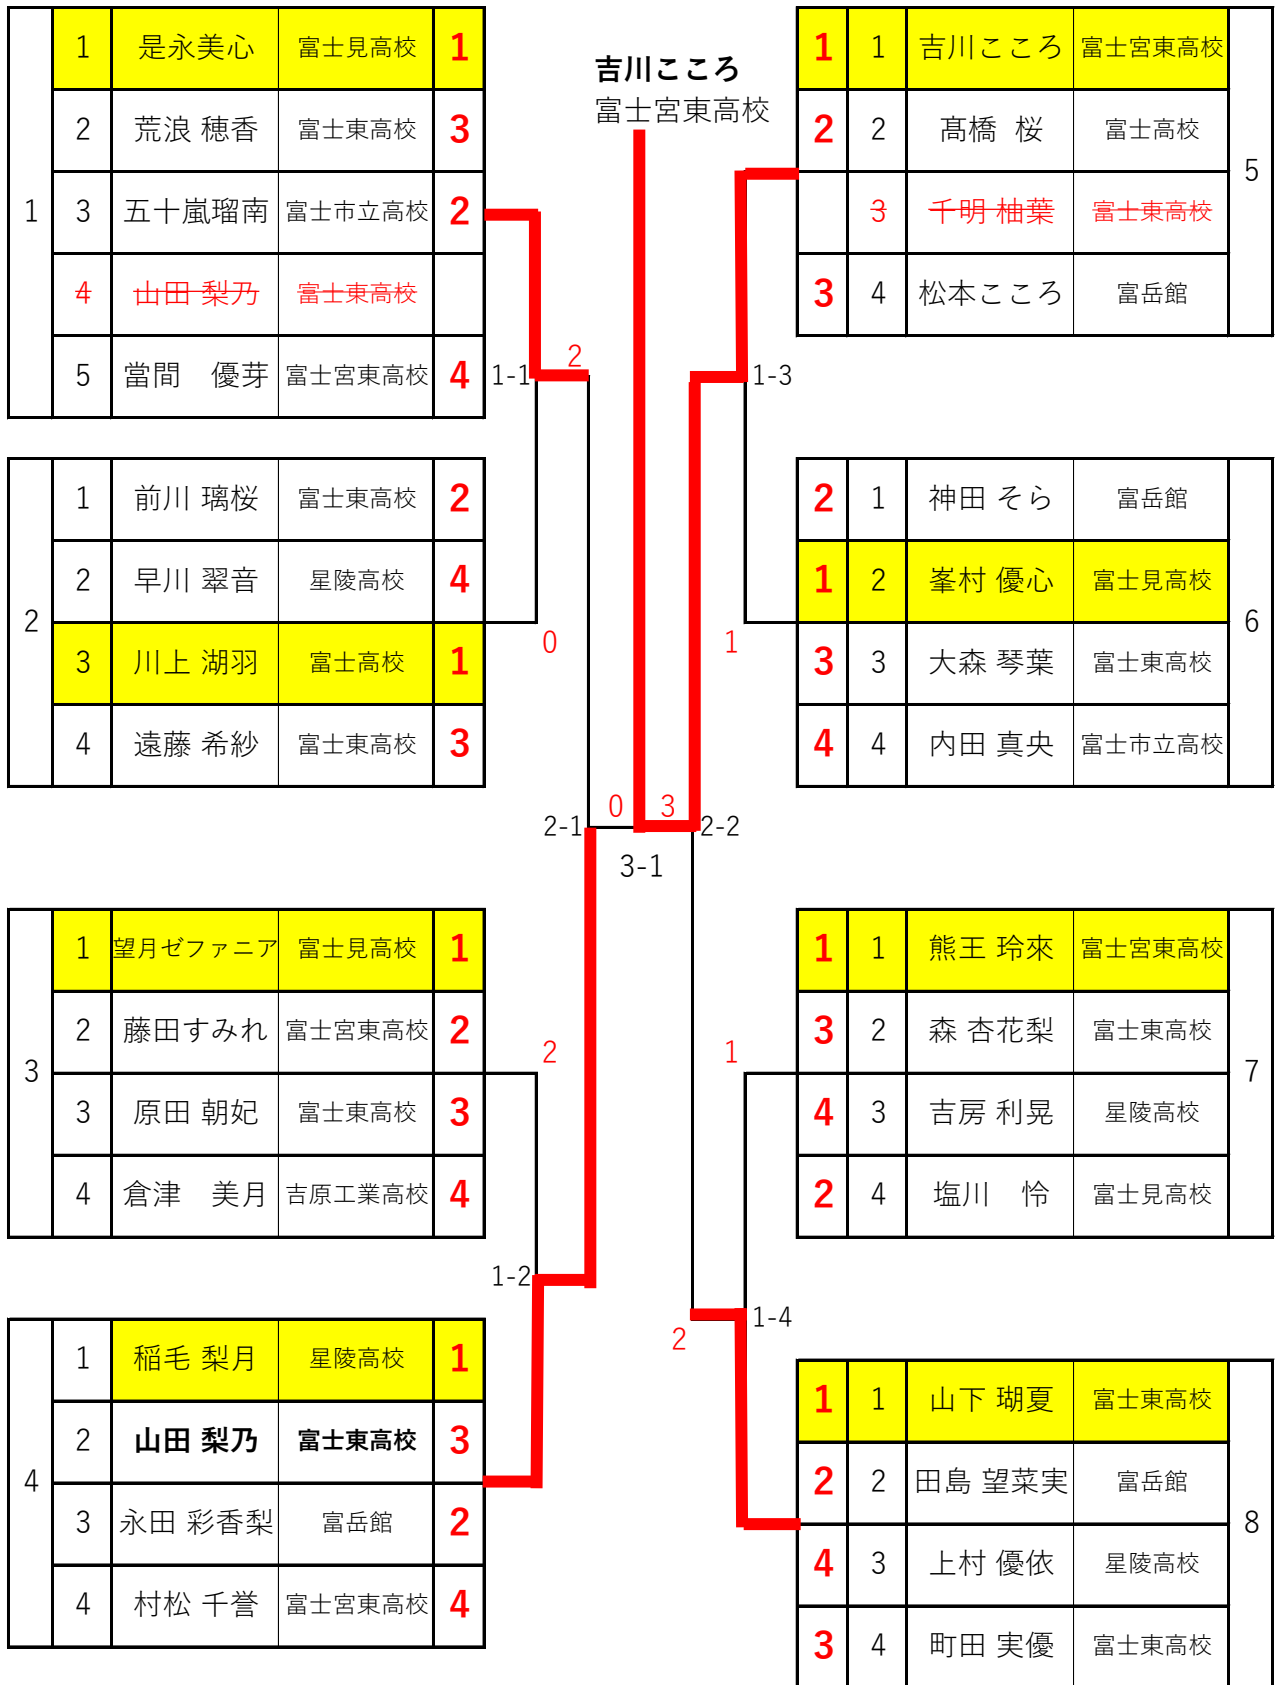 1 是永美心 富士見高校 1
2 荒浪 穂香 富士東高校 3
1 3 五十嵐瑠南 富士市立高校 2
4 山田 梨乃 富士東高校
5 當間　優芽 富士宮東高校 4
吉川こころ
富士宮東高校
1 1 吉川こころ 富士宮東高校
2 2 髙橋 桜 富士高校
5
3 千明 柚葉 富士東高校
3 4 松本こころ 富岳館
1-1 2
1-3
1 前川 璃桜 富士東高校 2
2 早川 翠音 星陵高校 4
2
3 川上 湖羽 富士高校 1
4 遠藤 希紗 富士東高校 3
0
1
2 1 神田 そら 富岳館
1 2 峯村 優心 富士見高校
6
3 3 大森 琴葉 富士東高校
4 4 内田 真央 富士市立高校
2-1 0 3 2-2
3-1
1 望月ゼファニア 富士見高校 1
2 藤田すみれ 富士宮東高校 2
3
3 原田 朝妃 富士東高校 3
4 倉津　美月 吉原工業高校 4
2
1
1 1 熊王 玲來 富士宮東高校
3 2 森 杏花梨 富士東高校
7
4 3 吉房 利晃 星陵高校
2 4 塩川　怜 富士見高校
1-2
1-4
2
1 稲毛 梨月 星陵高校 1
2 山田 梨乃 富士東高校 3
4
3 永田 彩香梨 富岳館 2
4 村松 千誉 富士宮東高校 4
1 1 山下 瑚夏 富士東高校
2 2 田島 望菜実 富岳館
8
4 3 上村 優依 星陵高校
3 4 町田 実優 富士東高校